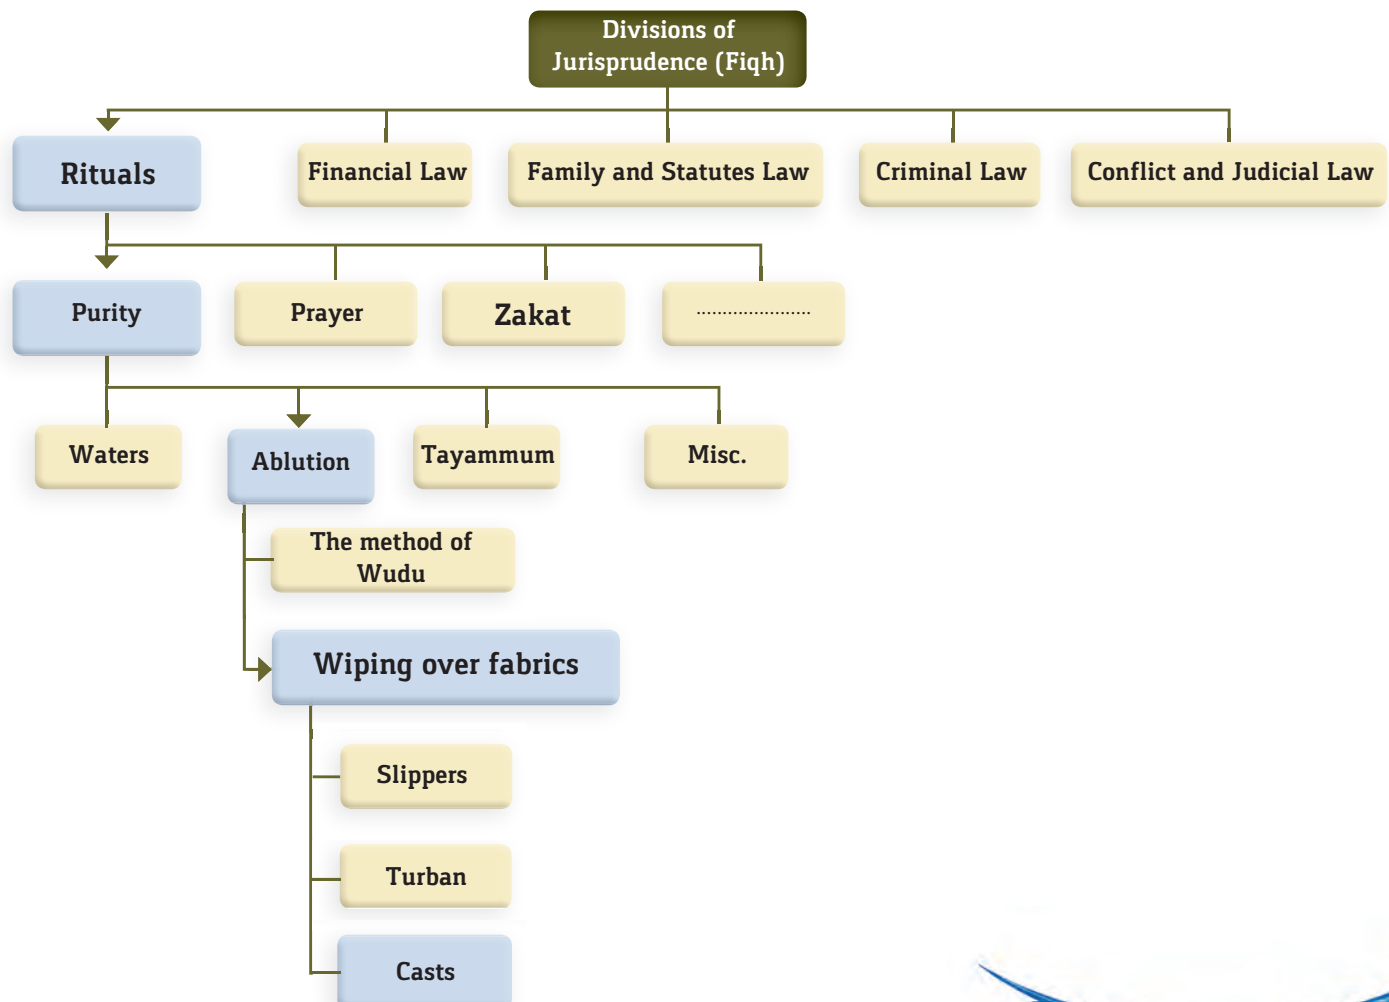 Divisions of
Jurisprudence (Fiqh)
Rituals
Financial Law
Family and Statutes Law
Criminal Law
Conflict and Judicial Law
Purity
Prayer
Zakat
......................
Waters
Ablution
Tayammum
Misc.
The method of
Wudu
Wiping over fabrics
Slippers
Turban
Casts